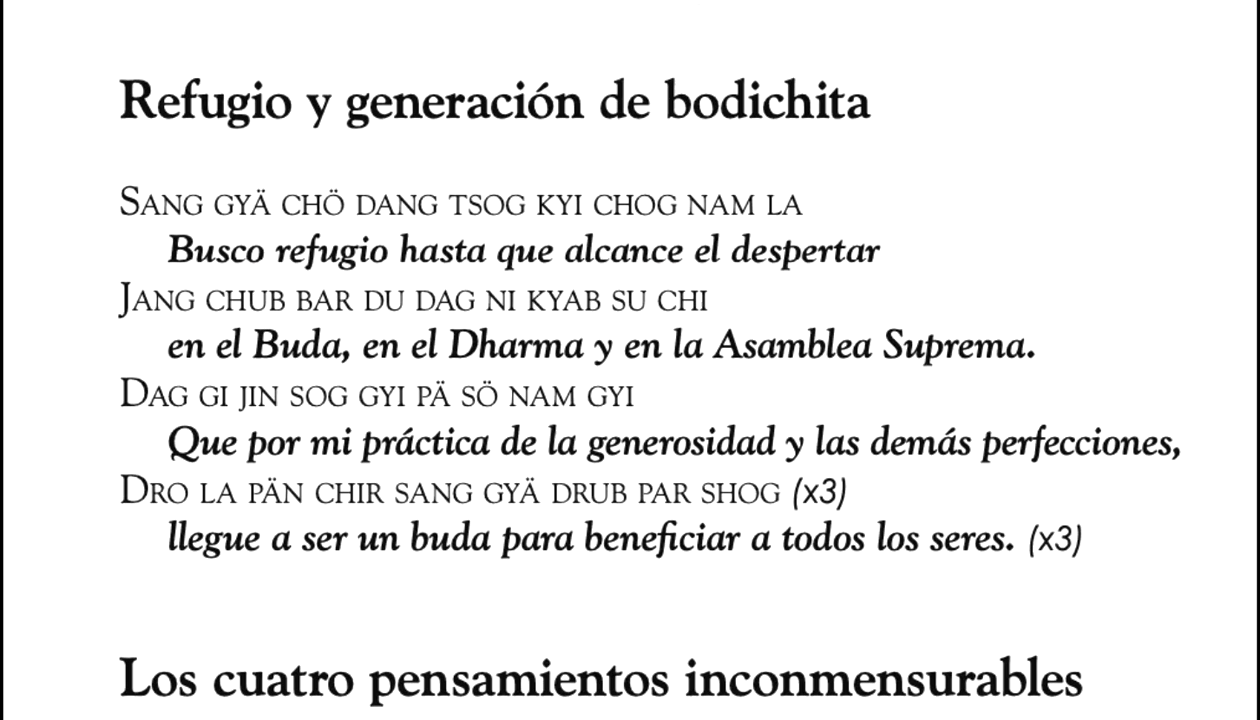 Refugio y generación de bodichita
Sang gyä chö dang tsog kyi chog nam la
Busco refugio hasta que alcance el despertar
Jang chub bar du dag ni kyab su chi
en el Buda, en el Dharma y en la Asamblea Suprema.
Dag gi jin sog gyi pä sö nam gyi
Que por mi práctica de la generosidad y las demás perfecciones,
Dro la pän chir sang gyä drub par shog (x3)
llegue a ser un buda para beneficiar a todos los seres. (x3)
Los cuatro pensamientos inconmensurables